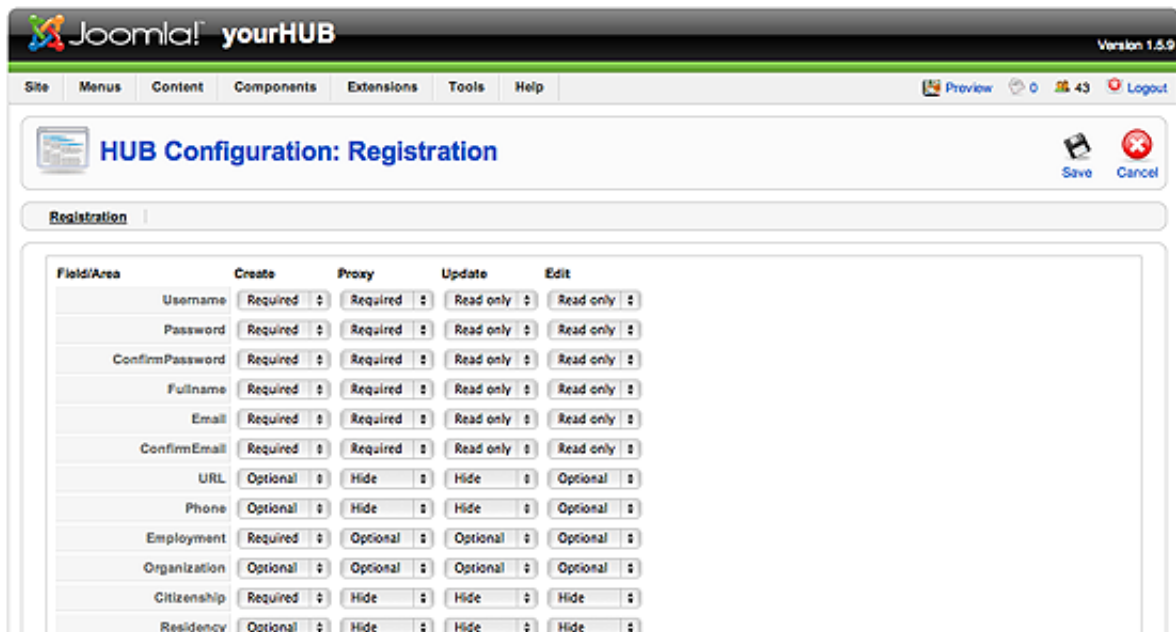 Joomla! yourHUB
Version 1.5.9
Site Menus Content Components Extensions Tools Help Preview 0 43 Logout
HUB Configuration: Registration
Save Cancel
Registration
Field/Area Create Proxy Update Edit
Username Required Required Read only Read only
Password Required Required Read only Read only
ConfirmPassword Required Required Read only Read only
Fullname Required Required Read only Read only
Email Required Required Read only Read only
ConfirmEmail Required Required Read only Read only
URL Optional Hide Hide Optional
Phone Optional Hide Hide Optional
Employment Required Optional Optional Optional
Organization Optional Optional Optional Optional
Citizenship Required Hide Hide Hide
Residency Optional Hide Hide Hide